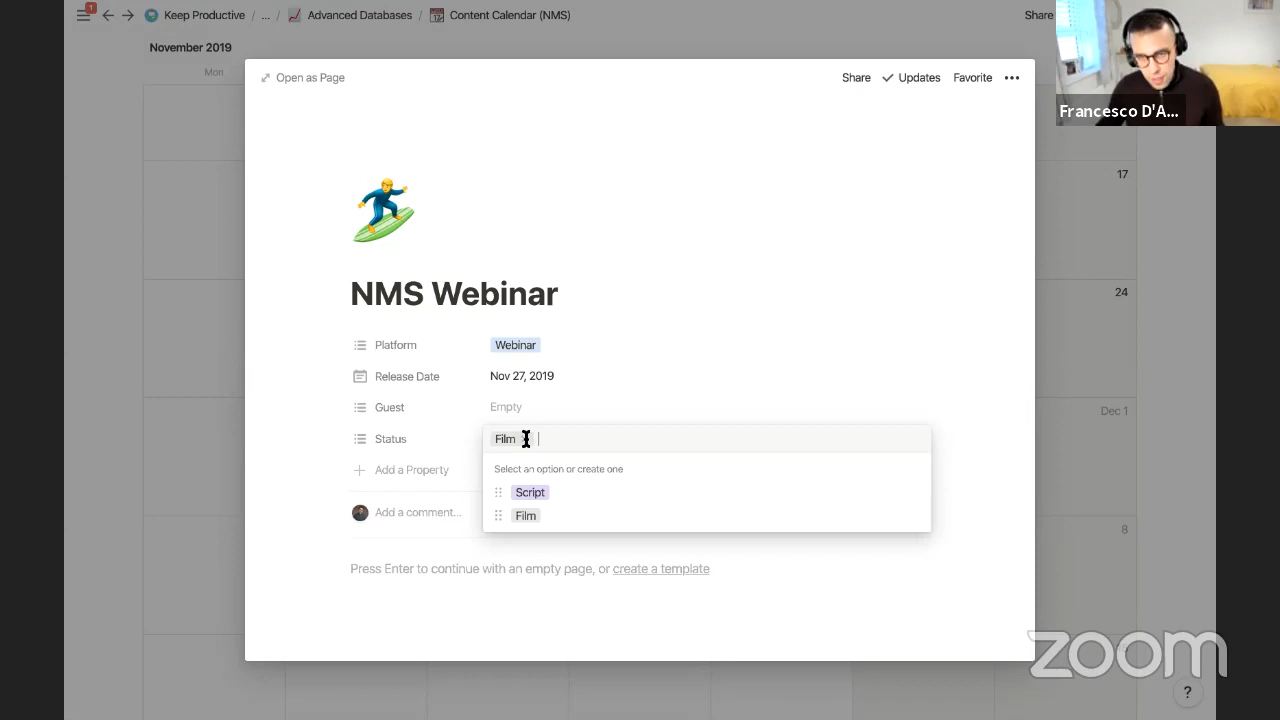 1
Keep Productive / ... / Advanced Databases / Content Calendar (NMS)
Share
November 2019
Mon
Open as Page
Share
Updates
Favorite
Francesco D'A...
17
NMS Webinar
24
Platform
Webinar
Release Date
Nov 27, 2019
Guest
Empty
Dec 1
Status
Film
Add a Property
Select an option or create one
Script
Film
Add a comment...
8
Press Enter to continue with an empty page, or create a template
zoom
?